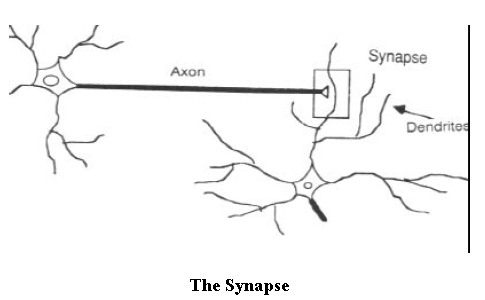 Synapse
Axon
Dendrites
The Synapse